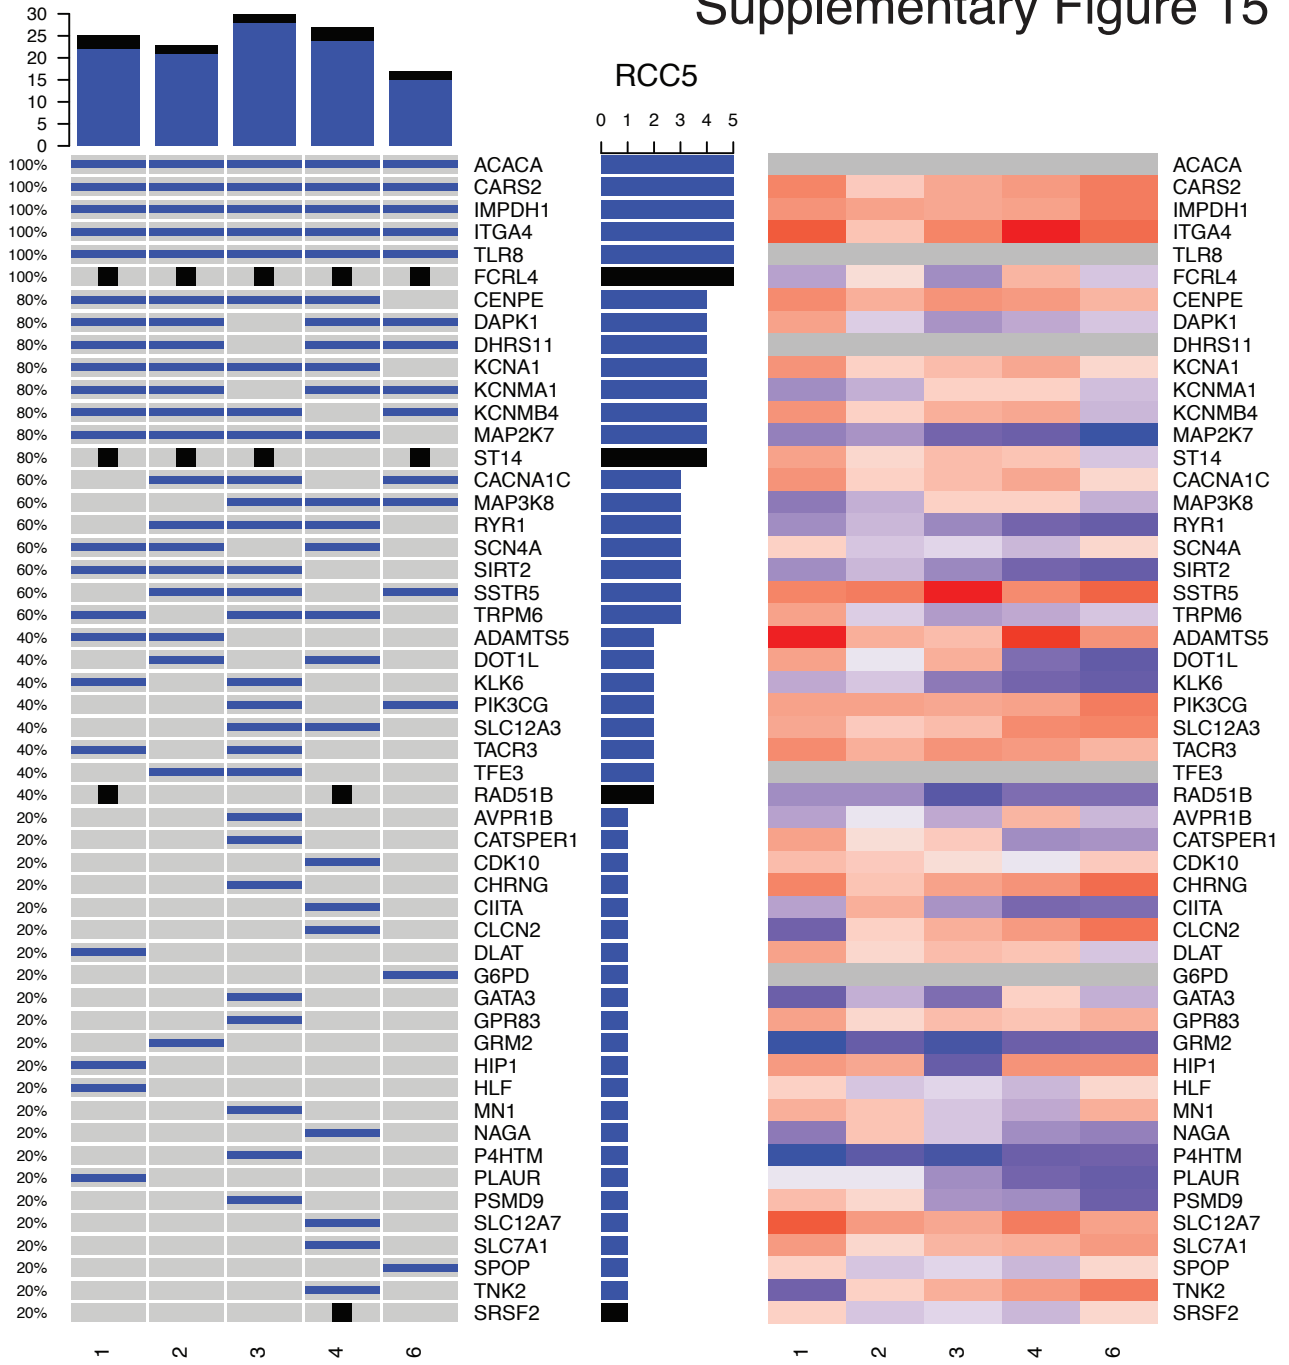 Supplementary Figure 15
RCC5
30
25
20
15
10
5
0
0 1 2 3 4 5
100% ACACA ACACA
100% CARS2 CARS2
100% IMPDH1 IMPDH1
100% ITGA4 ITGA4
100% TLR8 TLR8
100% FCRL4 FCRL4
80% CENPE CENPE
80% DAPK1 DAPK1
80% DHRS11 DHRS11
80% KCNA1 KCNA1
80% KCNMA1 KCNMA1
80% KCNMB4 KCNMB4
80% MAP2K7 MAP2K7
80% ST14 ST14
60% CACNA1C CACNA1C
60% MAP3K8 MAP3K8
60% RYR1 RYR1
60% SCN4A SCN4A
60% SIRT2 SIRT2
60% SSTR5 SSTR5
60% TRPM6 TRPM6
40% ADAMTS5 ADAMTS5
40% DOT1L DOT1L
40% KLK6 KLK6
40% PIK3CG PIK3CG
40% SLC12A3 SLC12A3
40% TACR3 TACR3
40% TFE3 TFE3
40% RAD51B RAD51B
20% AVPR1B AVPR1B
20% CATSPER1 CATSPER1
20% CDK10 CDK10
20% CHRNG CHRNG
20% CIITA CIITA
20% CLCN2 CLCN2
20% DLAT DLAT
20% G6PD G6PD
20% GATA3 GATA3
20% GPR83 GPR83
20% GRM2 GRM2
20% HIP1 HIP1
20% HLF HLF
20% MN1 MN1
20% NAGA NAGA
20% P4HTM P4HTM
20% PLAUR PLAUR
20% PSMD9 PSMD9
20% SLC12A7 SLC12A7
20% SLC7A1 SLC7A1
20% SPOP SPOP
20% TNK2 TNK2
20% SRSF2 SRSF2
1 2 3 4 6 1 2 3 4 6